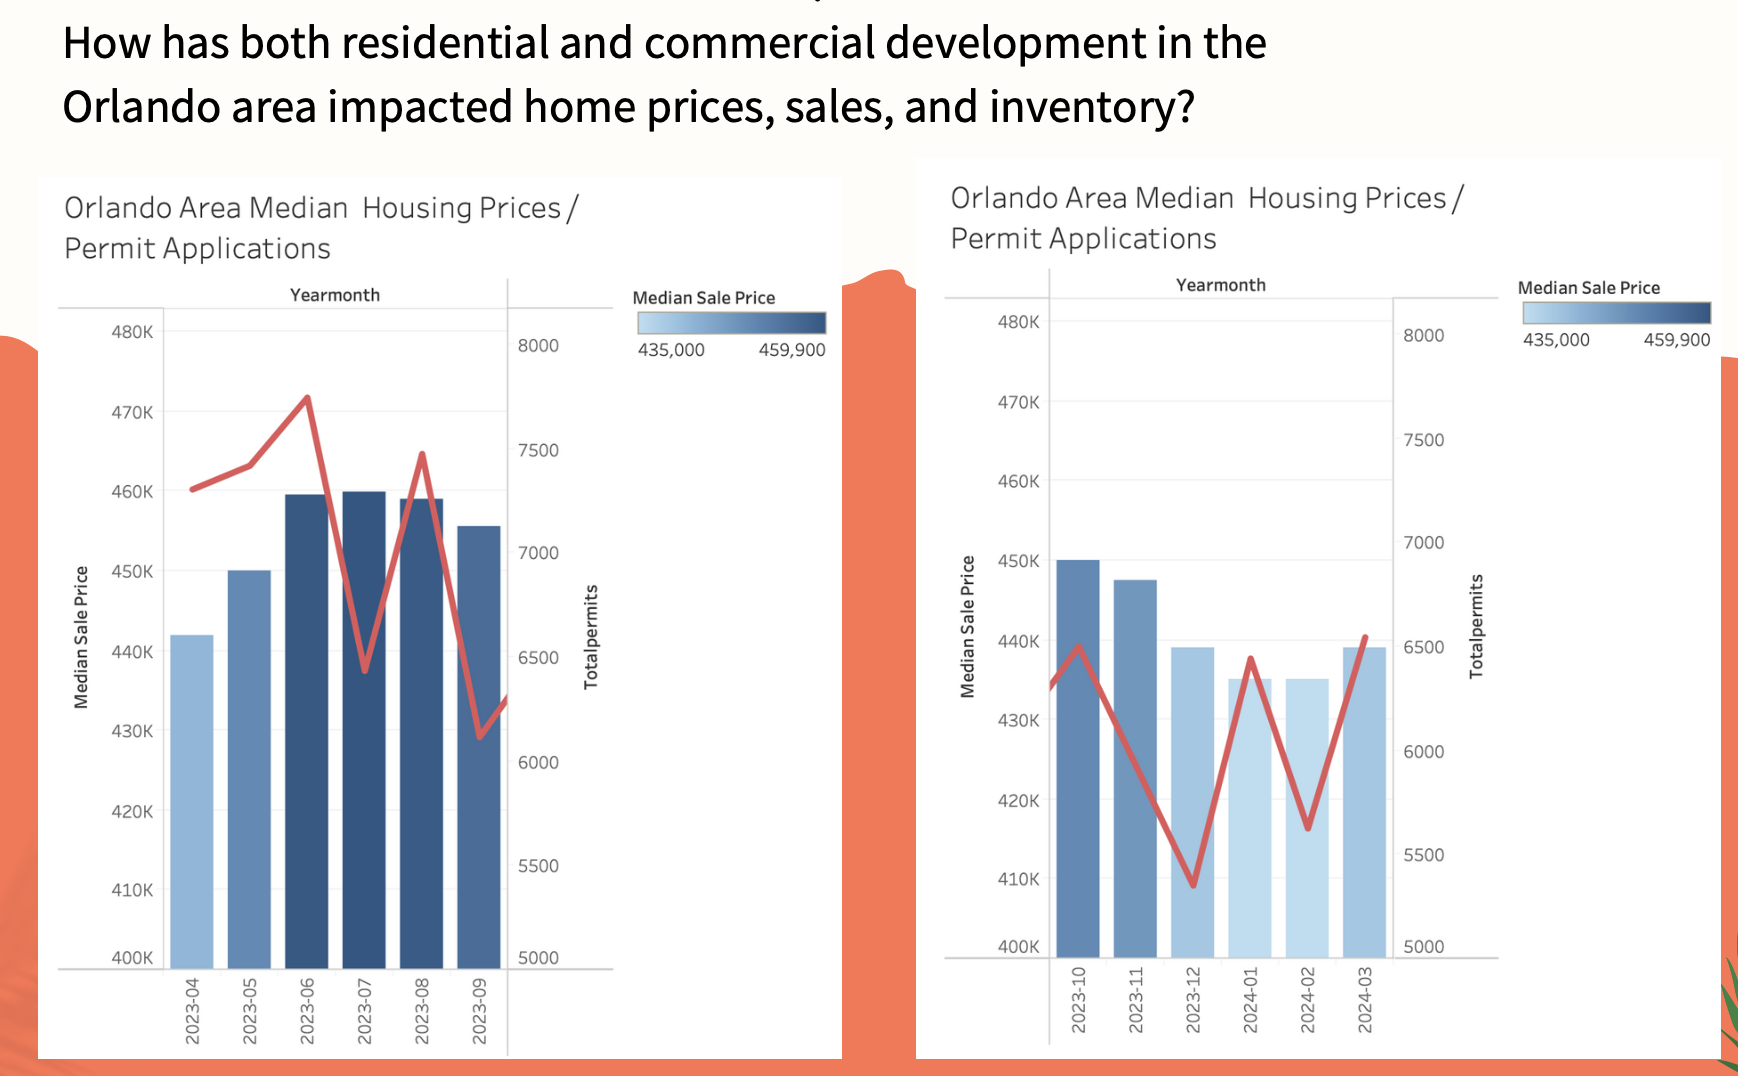 How has both residential and commercial development in the
Orlando area impacted home prices, sales, and inventory?
Orlando Area Median Housing Prices/
Permit Applications
Yearmonth
Median Sale Price
435,000 459,900
480K
470K
460K
450K
440K
430K
420K
410K
400K
Median Sale Price
8000
7500
7000
6500
6000
5500
5000
Totalpermits
2023-04
2023-05
2023-06
2023-07
2023-08
2023-09
Orlando Area Median Housing Prices/
Permit Applications
Yearmonth
Median Sale Price
435,000 459,900
480K
470K
460K
450K
440K
430K
420K
410K
400K
Median Sale Price
8000
7500
7000
6500
6000
5500
5000
Totalpermits
2023-10
2023-11
2023-12
2024-01
2024-02
2024-03